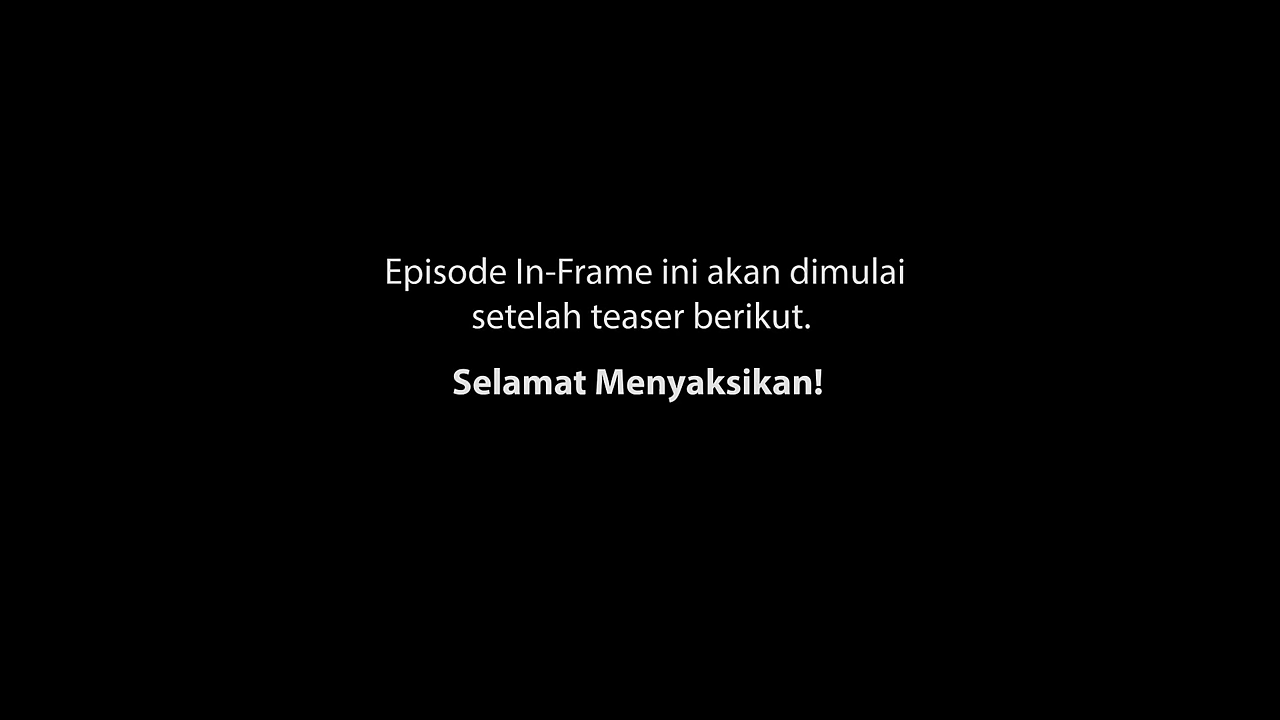 Episode In-Frame ini akan dimulai
setelah teaser berikut.
Selamat Menyaksikan!